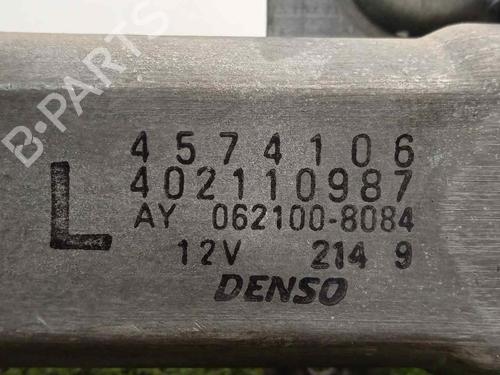 B-PARTS
4574106
402110987
L
AY 062100-8084
12V 214 9
DENSO